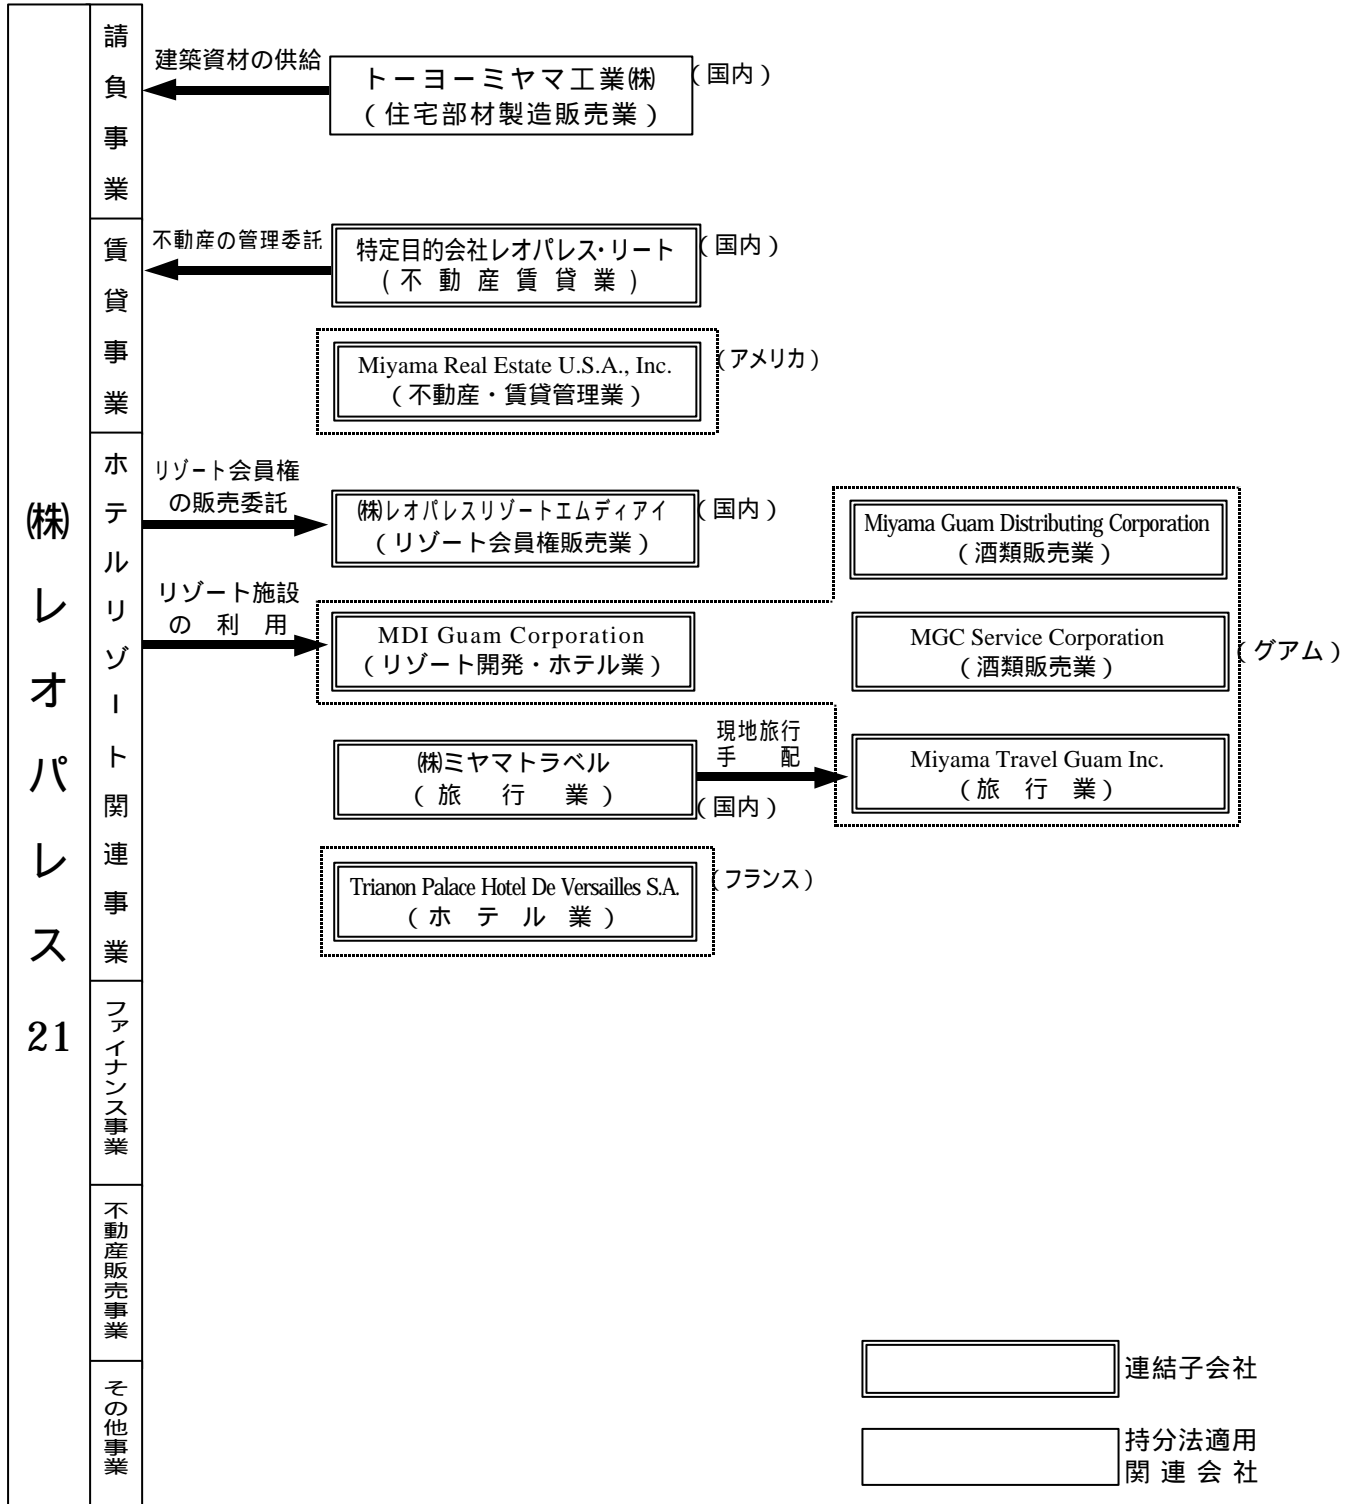 ㈱レオパレス21
請負事業
建築資材の供給
トーヨーミヤマ工業㈱
(住宅部材製造販売業)
(国内)
賃貸事業
不動産の管理委託
特定目的会社レオパレス・リート
(不動産賃貸業)
(国内)
Miyama Real Estate U.S.A., Inc.
(不動産・賃貸管理業)
(アメリカ)
ホテルリゾート関連事業
リゾート会員権
の販売委託
㈱レオパレスリゾートエムディアイ
(リゾート会員権販売業)
(国内)
リゾート施設
の利用
MDI Guam Corporation
(リゾート開発・ホテル業)
Miyama Guam Distributing Corporation
(酒類販売業)
MGC Service Corporation
(酒類販売業)
(グアム)
㈱ミヤマトラベル
(旅行業)
(国内)
現地旅行
手配
Miyama Travel Guam Inc.
(旅行業)
Trianon Palace Hotel De Versailles S.A.
(ホテル業)
(フランス)
ファイナンス事業
不動産販売事業
その他事業
連結子会社
持分法適用
関連会社